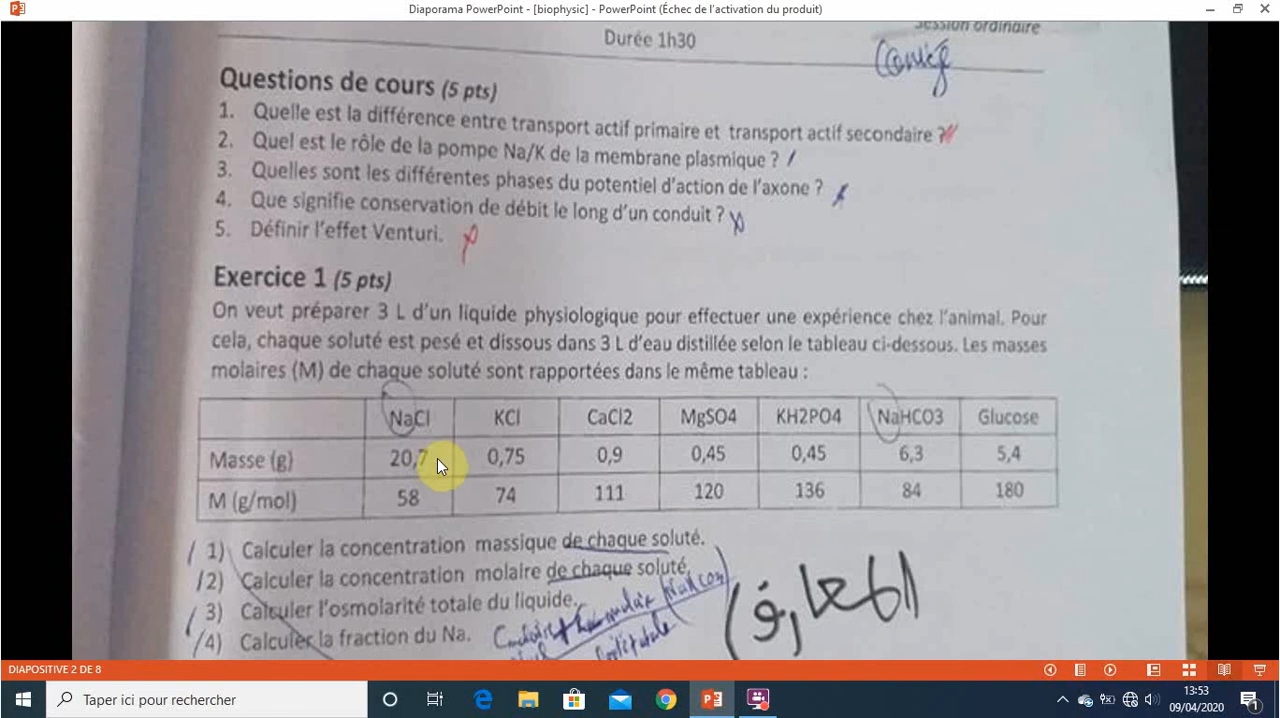 Diaporama PowerPoint - [biophysic] - PowerPoint (Échec de l'activation du produit)
Session ordinaire
Durée 1h30
Corrigé
Questions de cours (5 pts)
1. Quelle est la différence entre transport actif primaire et transport actif secondaire ?
2. Quel est le rôle de la pompe Na/K de la membrane plasmique ?
3. Quelles sont les différentes phases du potentiel d'action de l'axone ?
4. Que signifie conservation de débit le long d'un conduit ?
5. Définir l'effet Venturi.
Exercice 1 (5 pts)
On veut préparer 3 L d'un liquide physiologique pour effectuer une expérience chez l'animal. Pour
cela, chaque soluté est pesé et dissous dans 3 L d'eau distillée selon le tableau ci-dessous. Les masses
molaires (M) de chaque soluté sont rapportées dans le même tableau :
NaCl KCl CaCl2 MgSO4 KH2PO4 NaHCO3 Glucose
Masse (g) 20,7 0,75 0,9 0,45 0,45 6,3 5,4
M (g/mol) 58 74 111 120 136 84 180
1) Calculer la concentration massique de chaque soluté.
2) Calculer la concentration molaire de chaque soluté.
3) Calculer l'osmolarité totale du liquide.
4) Calculer la fraction du Na.
NaHCO3
DIAPOSITIVE 2 DE 8
Taper ici pour rechercher
13:53
09/04/2020
1